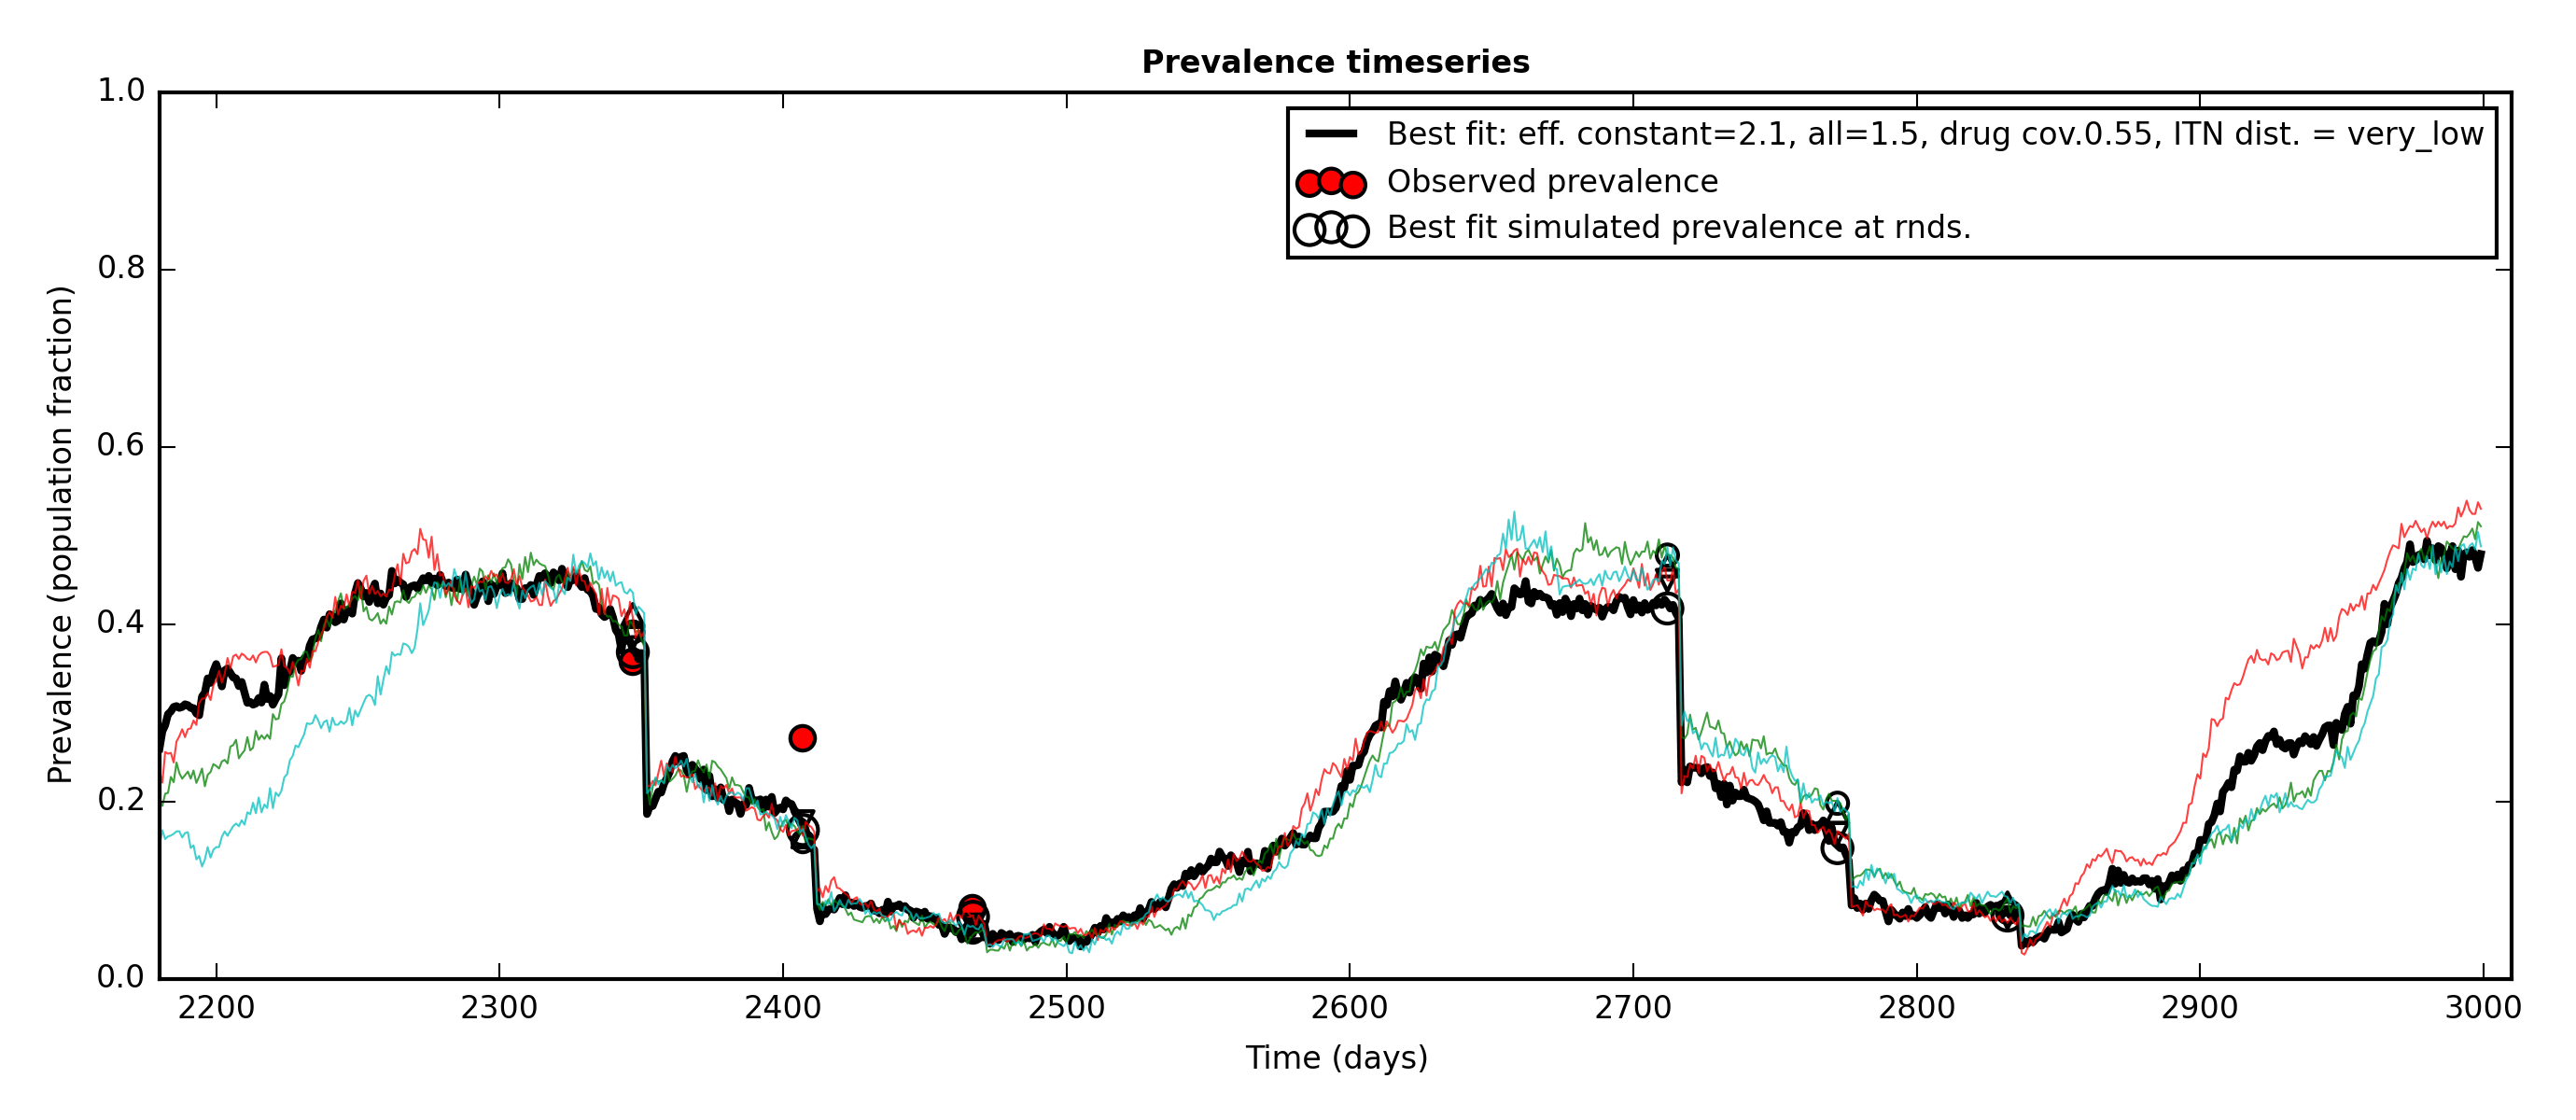 Prevalence timeseries
1.0
0.8
0.6
0.4
0.2
0.0
Prevalence (population fraction)
Best fit: eff. constant=2.1, all=1.5, drug cov.0.55, ITN dist. = very_low
Observed prevalence
Best fit simulated prevalence at rnds.
2200 2300 2400 2500 2600 2700 2800 2900 3000
Time (days)